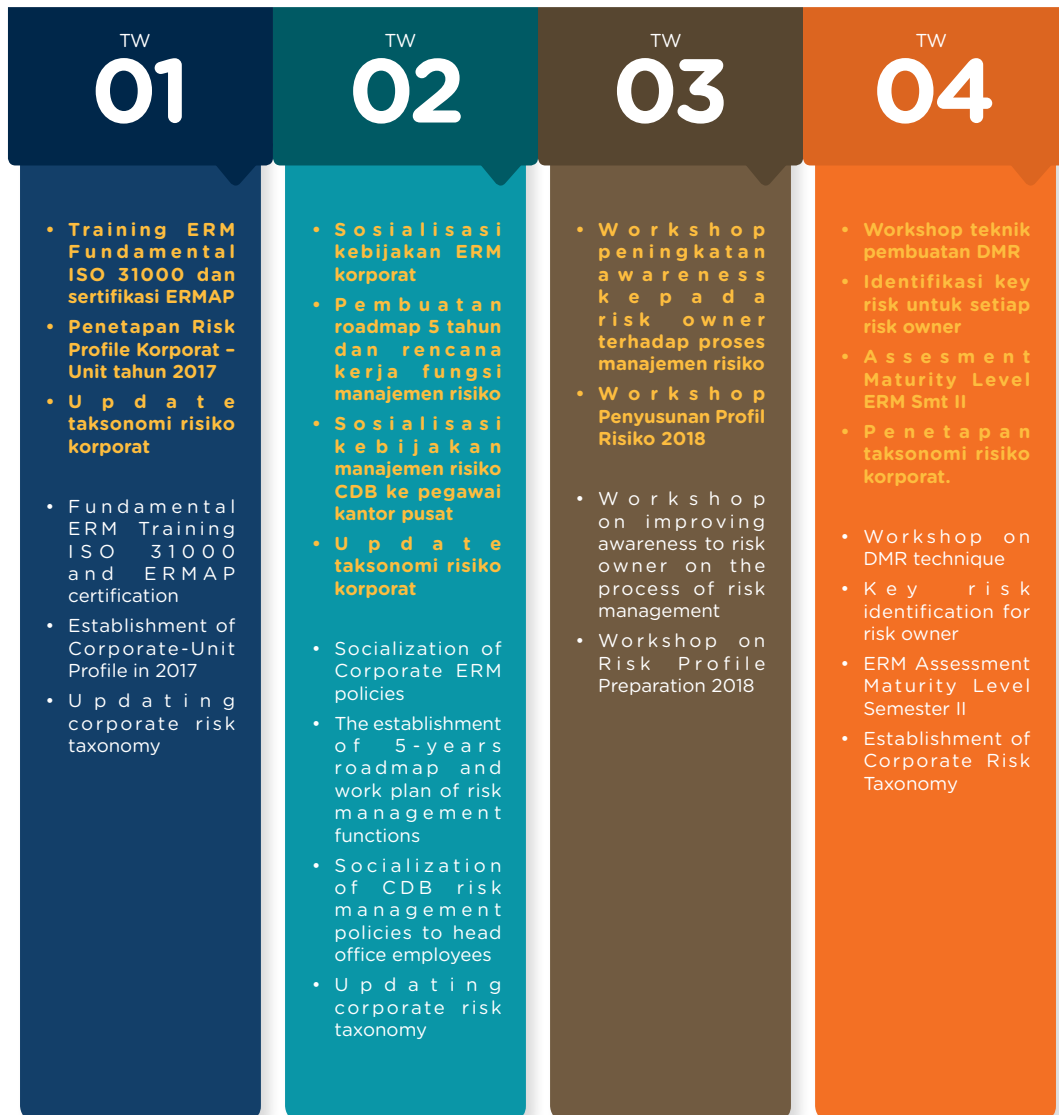 TW
01
• Training ERM
Fundamental
ISO 31000 dan
sertifikasi ERMAP
• Penetapan Risk
Profile Korporat –
Unit tahun 2017
• Update
taksonomi risiko
korporat
• Fundamental
ERM Training
ISO 31000
and ERMAP
certification
• Establishment of
Corporate-Unit
Profile in 2017
• Updating
corporate risk
taxonomy
TW
02
• Sosialisasi
kebijakan ERM
korporat
• Pembuatan
roadmap 5 tahun
dan rencana
kerja fungsi
manajemen risiko
• Sosialisasi
kebijakan
manajemen risiko
CDB ke pegawai
kantor pusat
• Update
taksonomi risiko
korporat
• Socialization of
Corporate ERM
policies
• The establishment
of 5-years
roadmap and
work plan of risk
management
functions
• Socialization
of CDB risk
management
policies to head
office employees
• Updating
corporate risk
taxonomy
TW
03
• Workshop
peningkatan
awareness
kepada
risk owner
terhadap proses
manajemen risiko
• Workshop
Penyusunan Profil
Risiko 2018
• Workshop
on improving
awareness to risk
owner on the
process of risk
management
• Workshop on
Risk Profile
Preparation 2018
TW
04
• Workshop teknik
pembuatan DMR
• Identifikasi key
risk untuk setiap
risk owner
• Assesment
Maturity Level
ERM Smt II
• Penetapan
taksonomi risiko
korporat.
• Workshop on
DMR technique
• Key risk
identification for
risk owner
• ERM Assessment
Maturity Level
Semester II
• Establishment of
Corporate Risk
Taxonomy